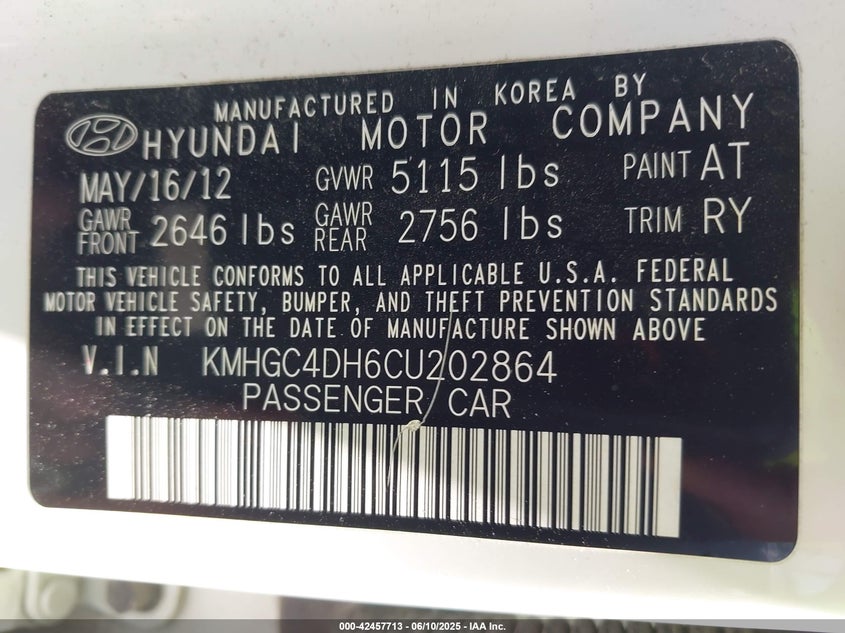 MANUFACTURED IN KOREA BY
HYUNDAI MOTOR COMPANY
MAY/16/12 GVWR 5115 lbs PAINT AT
GAWR FRONT 2646 lbs GAWR REAR 2756 lbs TRIM RY
THIS VEHICLE CONFORMS TO ALL APPLICABLE U.S.A. FEDERAL
MOTOR VEHICLE SAFETY, BUMPER, AND THEFT PREVENTION STANDARDS
IN EFFECT ON THE DATE OF MANUFACTURE SHOWN ABOVE
V.I.N KMHGC4DH6CU202864
PASSENGER CAR
000-42457713 - 06/10/2025 - © IAA Inc.